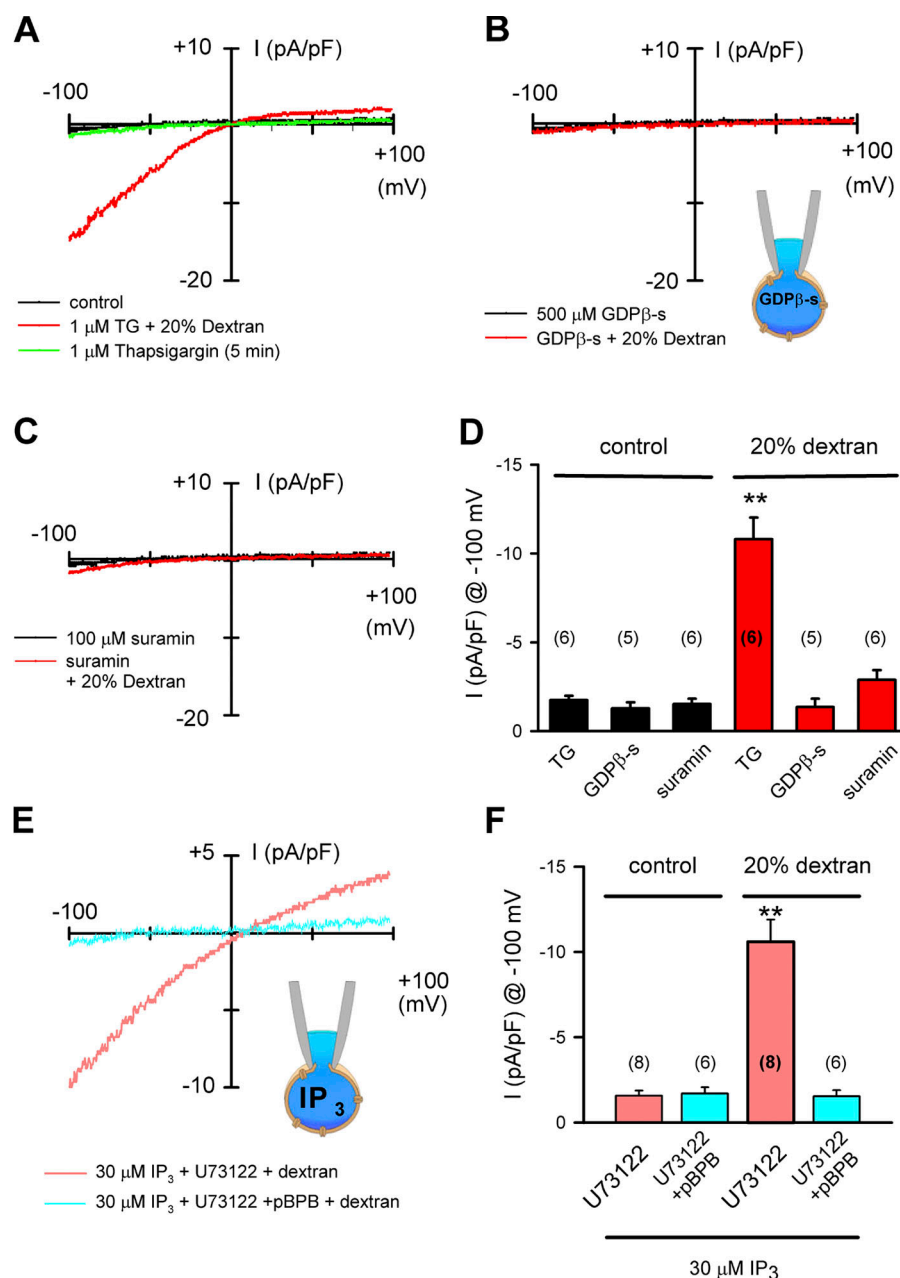 A
+10
I (pA/pF)
-100
+100
(mV)
-20
control
1 μM TG + 20% Dextran
1 μM Thapsigargin (5 min)
B
+10
I (pA/pF)
-100
+100
(mV)
-20
GDPβ-s
500 μM GDPβ-s
GDPβ-s + 20% Dextran
C
+10
I (pA/pF)
-100
+100
(mV)
-20
100 μM suramin
suramin
+ 20% Dextran
D
control
20% dextran
I (pA/pF) @ -100 mV
-15
-10
-5
0
**
(6)
(5)
(6)
(6)
(5)
(6)
TG
GDPβ-s
suramin
TG
GDPβ-s
suramin
E
+5
I (pA/pF)
-100
+100
(mV)
-10
IP3
30 μM IP3 + U73122 + dextran
30 μM IP3 + U73122 +pBPB + dextran
F
control
20% dextran
I (pA/pF) @ -100 mV
-15
-10
-5
0
**
(8)
(6)
(8)
(6)
U73122
U73122
+pBPB
U73122
U73122
+pBPB
30 μM IP3